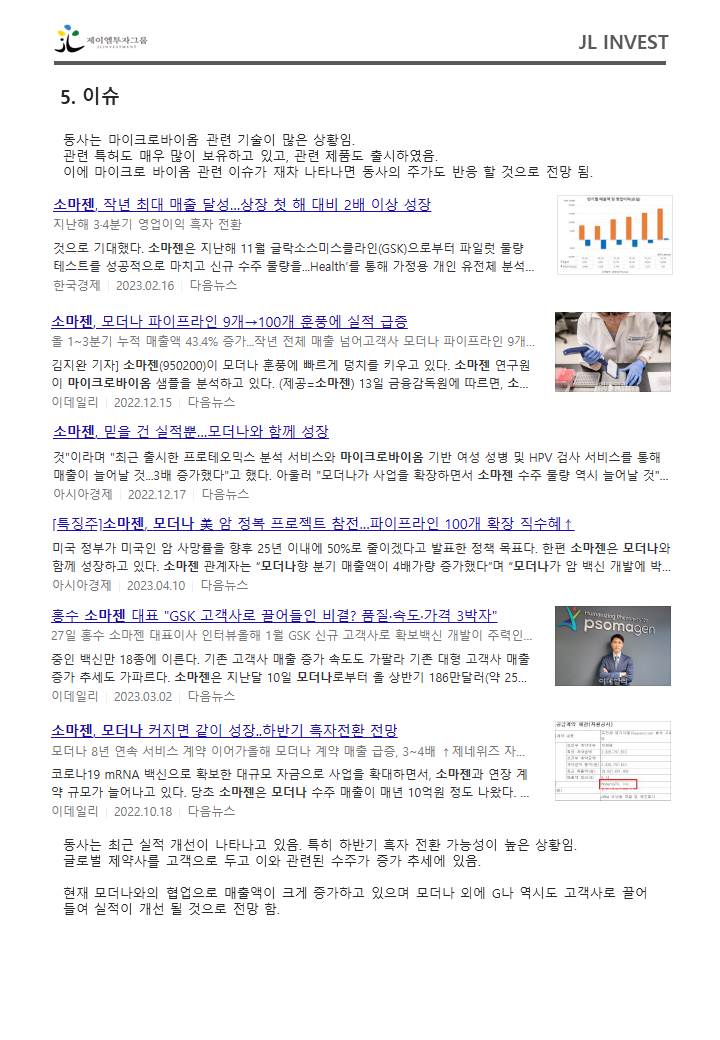 제이엘투자그룹
JL INVESTMENT
JL INVEST
5. 이슈
동사는 마이크로바이옴 관련 기술이 많은 상황임.
관련 특허도 매우 많이 보유하고 있고, 관련 제품도 출시하였음.
이에 마이크로 바이옴 관련 이슈가 재차 나타나면 동사의 주가도 반응 할 것으로 전망 됨.
소마젠, 작년 최대 매출 달성...상장 첫 해 대비 2배 이상 성장
지난해 3·4분기 영업이익 흑자 전환
것으로 기대했다. 소마젠은 지난해 11월 글락소스미스클라인(GSK)으로부터 파일럿 물량
테스트를 성공적으로 마치고 신규 수주 물량을...Health'를 통해 가정용 개인 유전체 분석...
한국경제 2023.02.16 다음뉴스
소마젠, 모더나 파이프라인 9개→100개 훈풍에 실적 급증
올 1~3분기 누적 매출액 43.4% 증가...작년 전체 매출 넘어고객사 모더나 파이프라인 9개...
김지완 기자] 소마젠(950200)이 모더나 훈풍에 빠르게 덩치를 키우고 있다. 소마젠 연구원
이 마이크로바이옴 샘플을 분석하고 있다. (제공=소마젠) 13일 금융감독원에 따르면, 소...
이데일리 2022.12.15 다음뉴스
소마젠, 믿을 건 실적뿐...모더나와 함께 성장
것"이라며 "최근 출시한 프로테오믹스 분석 서비스와 마이크로바이옴 기반 여성 성병 및 HPV 검사 서비스를 통해
매출이 늘어날 것...3배 증가했다"고 했다. 아울러 "모더나가 사업을 확장하면서 소마젠 수주 물량 역시 늘어날 것"...
아시아경제 2022.12.17 다음뉴스
[특징주]소마젠, 모더나 美 암 정복 프로젝트 참전...파이프라인 100개 확장 직수혜↑
미국 정부가 미국인 암 사망률을 향후 25년 이내에 50%로 줄이겠다고 발표한 정책 목표다. 한편 소마젠은 모더나와
함께 성장하고 있다. 소마젠 관계자는 "모더나향 분기 매출액이 4배가량 증가했다"며 "모더나가 암 백신 개발에 박...
아시아경제 2023.04.10 다음뉴스
홍수 소마젠 대표 "GSK 고객사로 끌어들인 비결? 품질·속도·가격 3박자"
27일 홍수 소마젠 대표이사 인터뷰올해 1월 GSK 신규 고객사로 확보백신 개발이 주력인...
중인 백신만 18종에 이른다. 기존 고객사 매출 증가 속도도 가팔라 기존 대형 고객사 매출
증가 추세도 가파르다. 소마젠은 지난달 10일 모더나로부터 올 상반기 186만달러(약 25...
이데일리 2023.03.02 다음뉴스
psomagen
이데일리
소마젠, 모더나 커지면 같이 성장..하반기 흑자전환 전망
모더나 8년 연속 서비스 계약 이어가올해 모더나 계약 매출 급증, 3~4배 ↑제네위즈 자...
코로나19 mRNA 백신으로 확보한 대규모 자금으로 사업을 확대하면서, 소마젠과 연장 계
약 규모가 늘어나고 있다. 당초 소마젠은 모더나 수주 매출이 매년 10억원 정도 나왔다. ...
이데일리 2022.10.18 다음뉴스
동사는 최근 실적 개선이 나타나고 있음. 특히 하반기 흑자 전환 가능성이 높은 상황임.
글로벌 제약사를 고객으로 두고 이와 관련된 수주가 증가 추세에 있음.
현재 모더나와의 협업으로 매출액이 크게 증가하고 있으며 모더나 외에 G나 역시도 고객사로 끌어
들여 실적이 개선 될 것으로 전망 함.